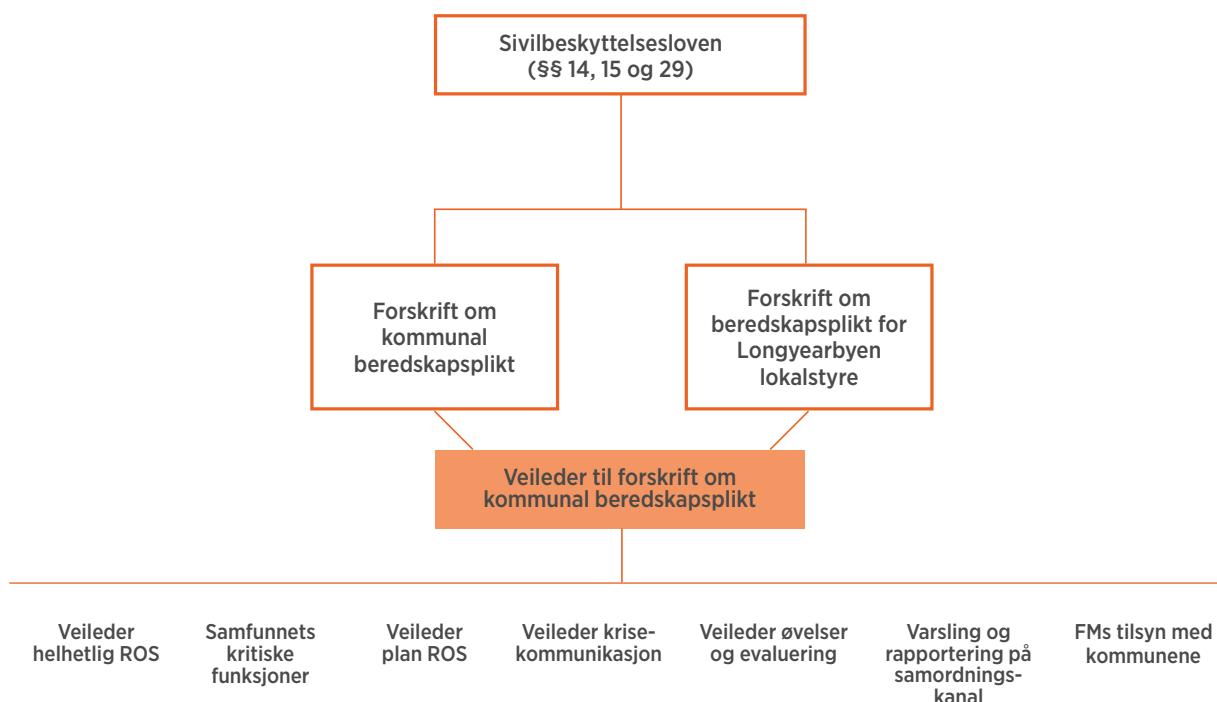 Sivilbeskyttelsesloven
(§§ 14, 15 og 29)
Forskrift om
kommunal
beredskapsplikt
Forskrift om
beredskapsplikt for
Longyearbyen
lokalstyre
Veileder til forskrift om
kommunal beredskapsplikt
Veileder
helhetlig ROS
Samfunnets
kritiske
funksjoner
Veileder
plan ROS
Veileder krise-
kommunikasjon
Veileder øvelser
og evaluering
Varsling og
rapportering på
samordnings-
kanal
FMs tilsyn med
kommunene